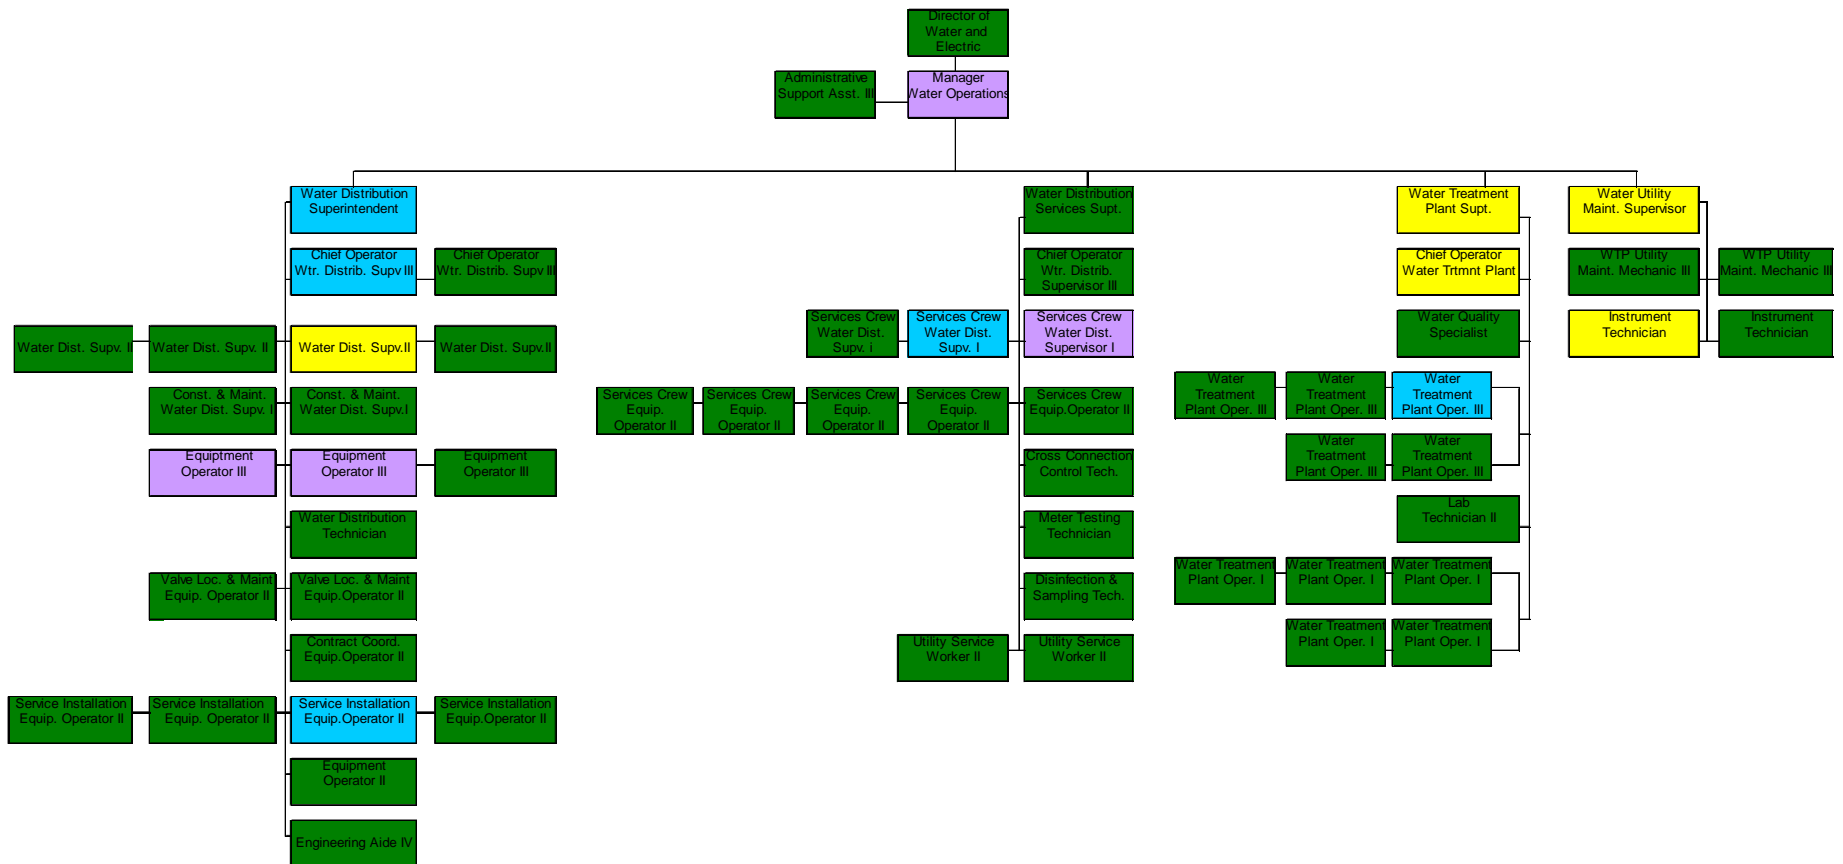 Director of
Water and
Electric
Administrative
Support Asst. III
Manager
Water Operations
Water Distribution
Superintendent
Water Distribution
Services Supt.
Water Treatment
Plant Supt.
Water Utility
Maint. Supervisor
Chief Operator
Wtr. Distrib. Supv III
Chief Operator
Wtr. Distrib. Supv III
Chief Operator
Wtr. Distrib.
Supervisor III
Chief Operator
Water Trtmnt Plant
WTP Utility
Maint. Mechanic III
WTP Utility
Maint. Mechanic III
Water Dist. Supv. II
Water Dist. Supv. II
Water Dist. Supv.II
Water Dist. Supv.II
Services Crew
Water Dist.
Supv. i
Services Crew
Water Dist.
Supv. I
Services Crew
Water Dist.
Supervisor I
Water Quality
Specialist
Instrument
Technician
Instrument
Technician
Const. & Maint.
Water Dist. Supv. I
Const. & Maint.
Water Dist. Supv.I
Services Crew
Equip.
Operator II
Services Crew
Equip.
Operator II
Services Crew
Equip.
Operator II
Services Crew
Equip.
Operator II
Services Crew
Equip.Operator II
Water
Treatment
Plant Oper. III
Water
Treatment
Plant Oper. III
Water
Treatment
Plant Oper. III
Equiptment
Operator III
Equipment
Operator III
Equipment
Operator III
Cross Connection
Control Tech.
Water
Treatment
Plant Oper. III
Water
Treatment
Plant Oper. III
Water Distribution
Technician
Meter Testing
Technician
Lab
Technician II
Valve Loc. & Maint
Equip. Operator II
Valve Loc. & Maint
Equip.Operator II
Disinfection &
Sampling Tech.
Water Treatment
Plant Oper. I
Water Treatment
Plant Oper. I
Water Treatment
Plant Oper. I
Contract Coord.
Equip.Operator II
Utility Service
Worker II
Utility Service
Worker II
Water Treatment
Plant Oper. I
Water Treatment
Plant Oper. I
Service Installation
Equip. Operator II
Service Installation
Equip. Operator II
Service Installation
Equip.Operator II
Service Installation
Equip.Operator II
Equipment
Operator II
Engineering Aide IV